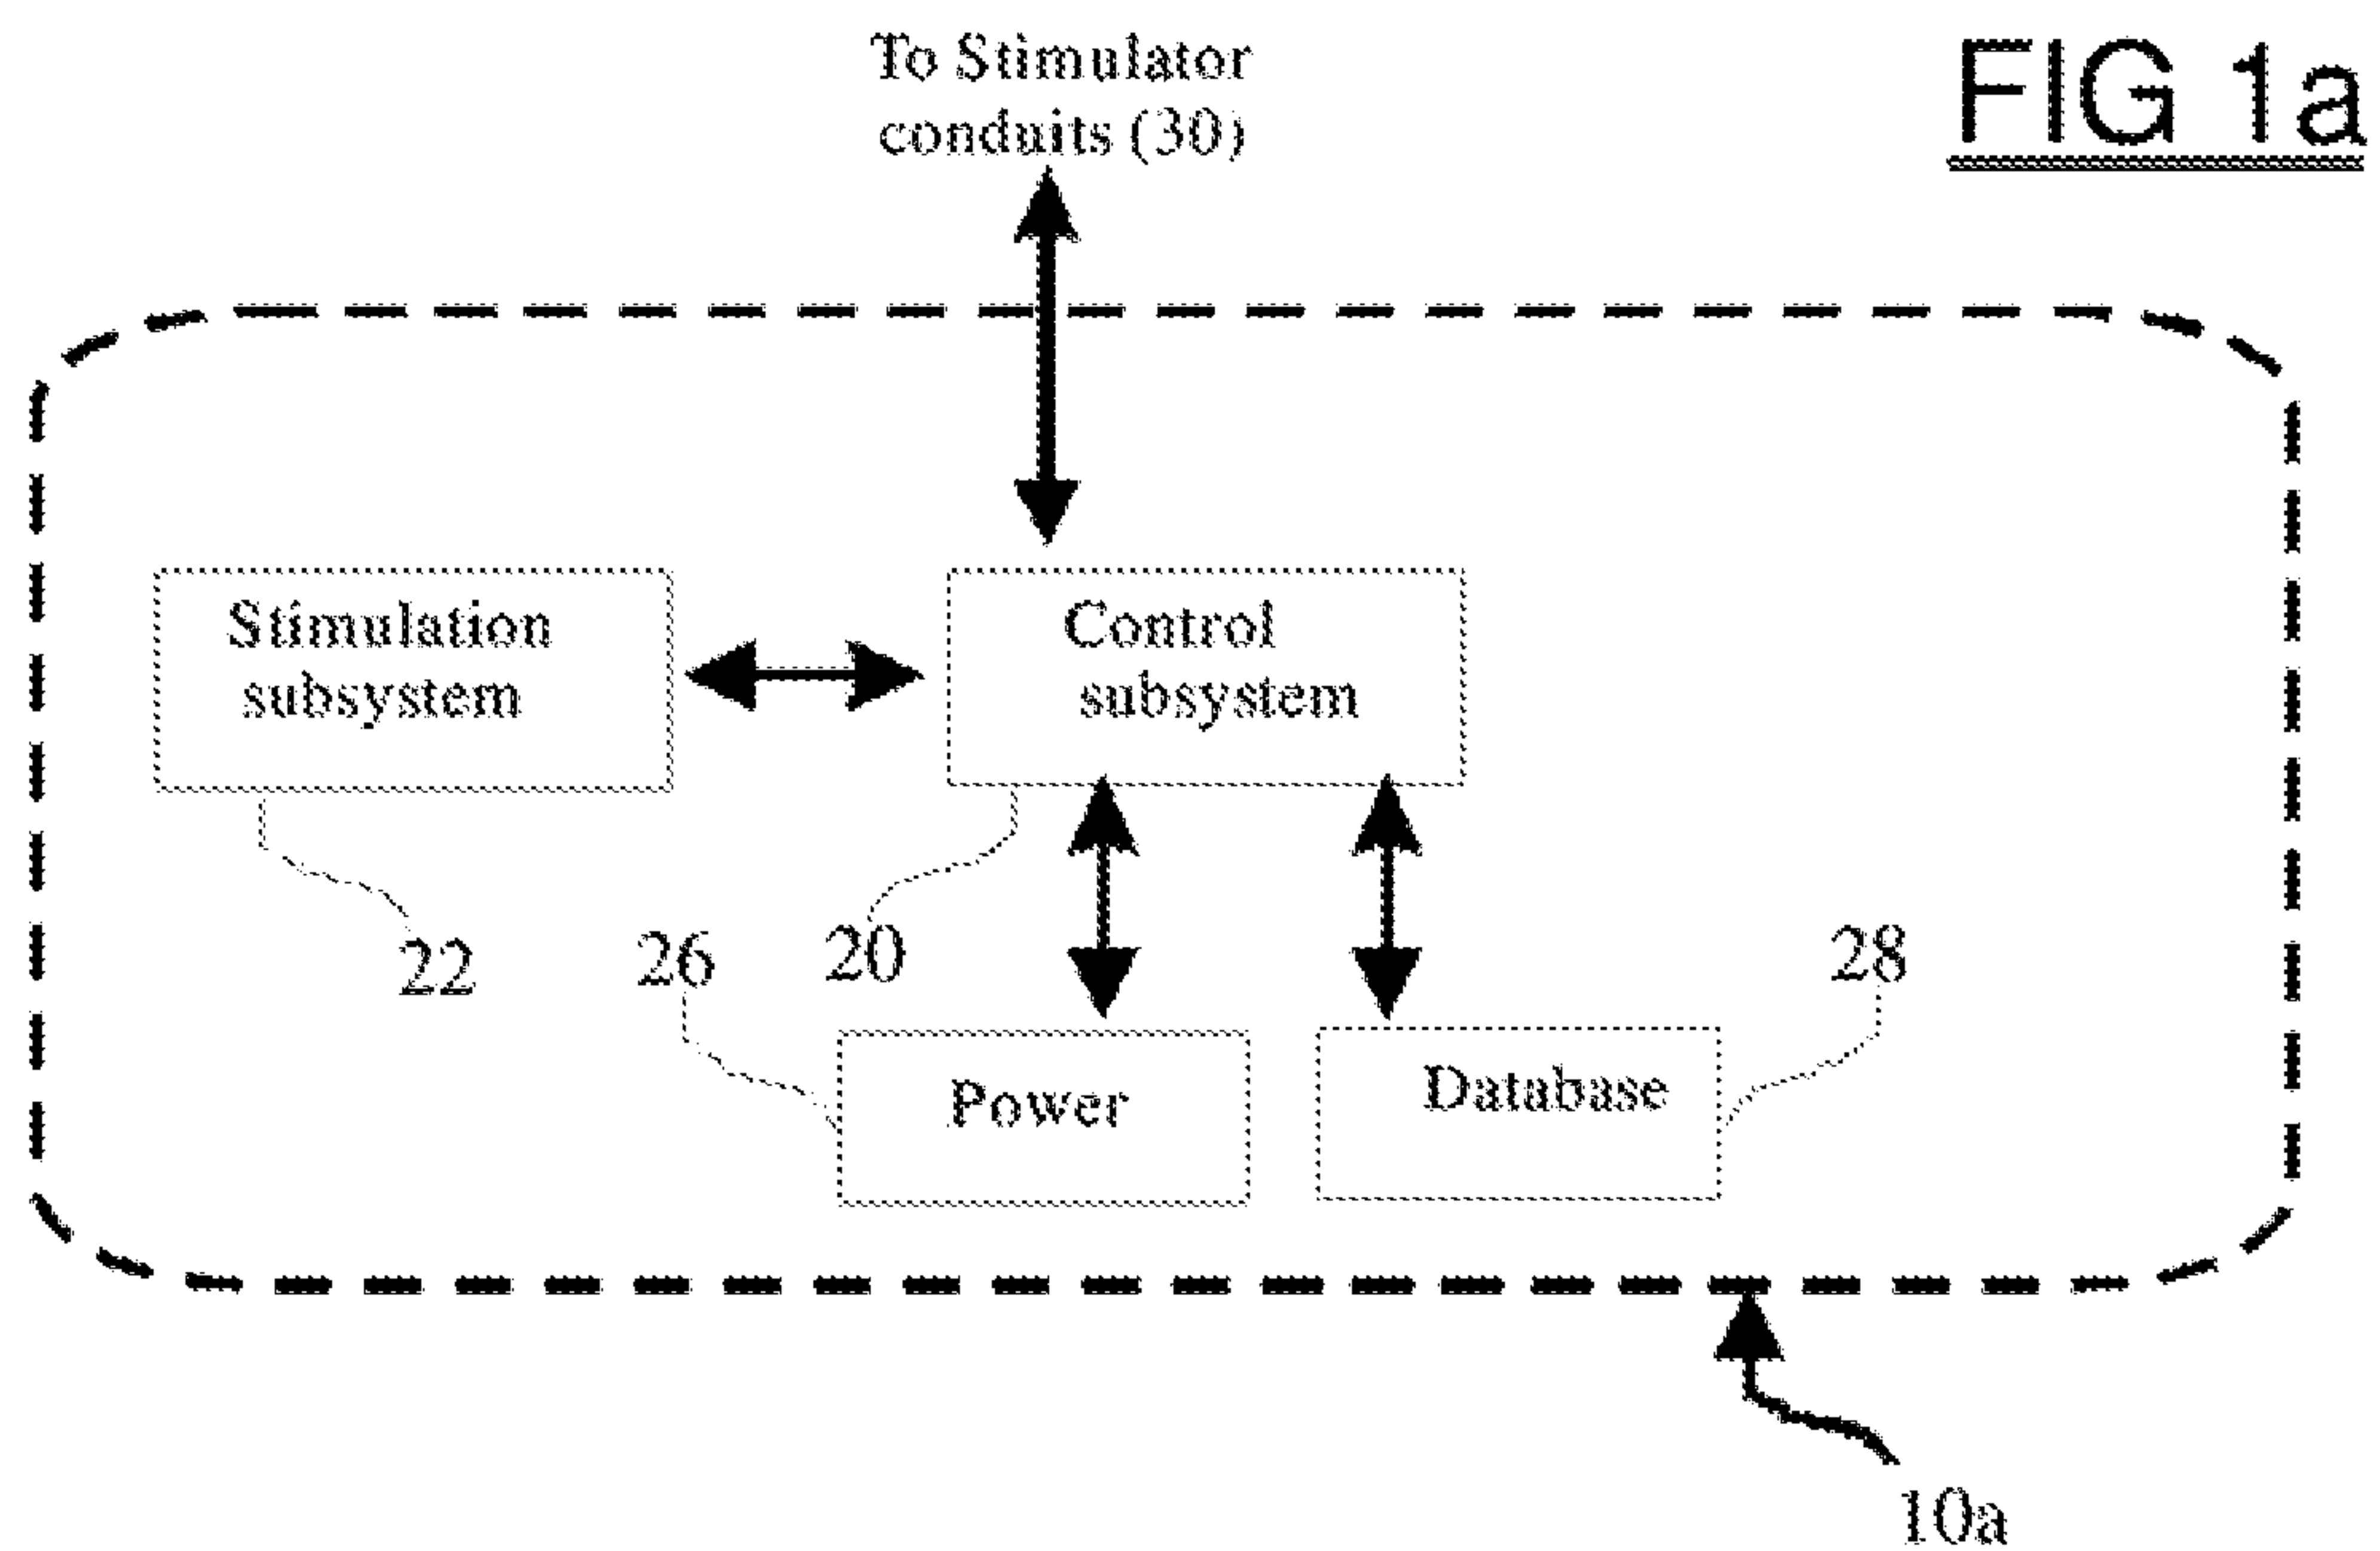 To Stimulator
conduits (30)
FIG 1a
Stimulation
subsystem
Control
subsystem
22
26
20
28
Power
Database
10a